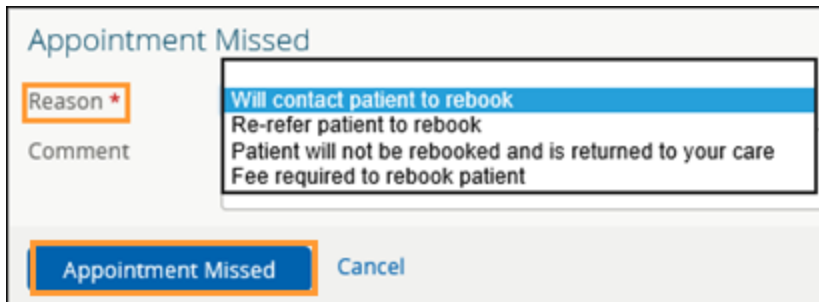 Appointment Missed
Reason *
Will contact patient to rebook
Re-refer patient to rebook
Comment
Patient will not be rebooked and is returned to your care
Fee required to rebook patient
Appointment Missed
Cancel